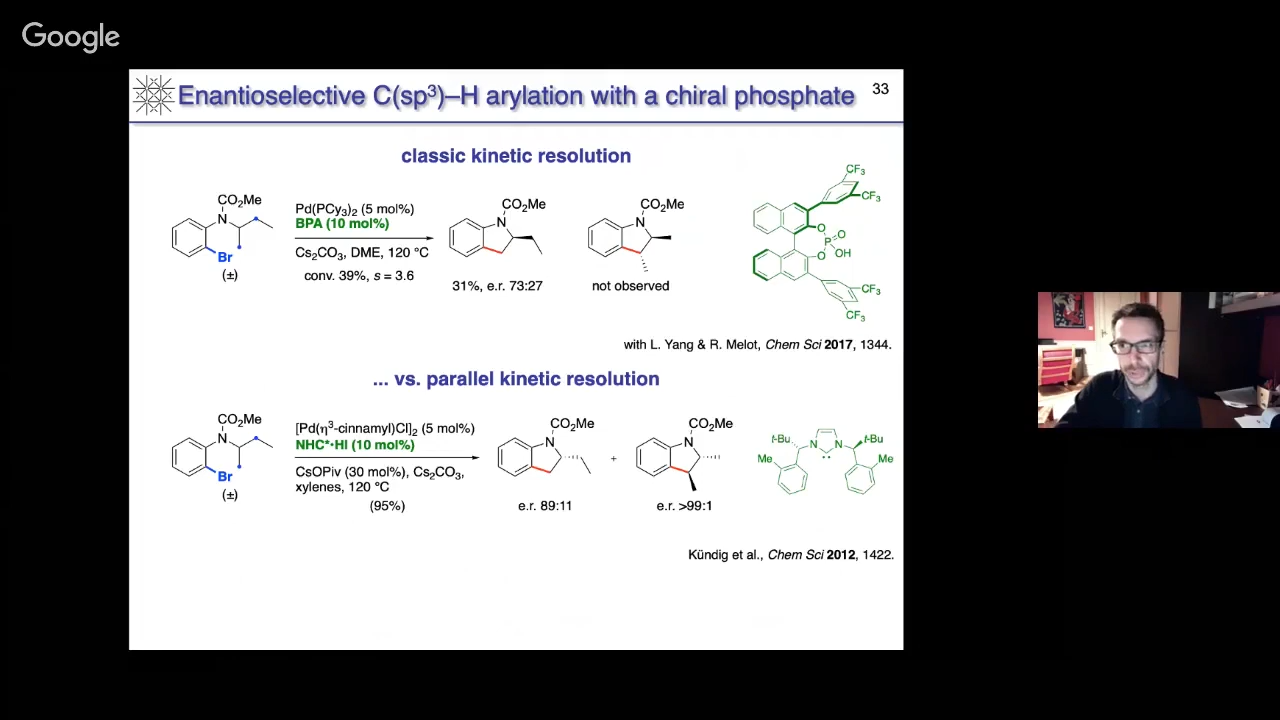 Google
Enantioselective C(sp³)–H arylation with a chiral phosphate
33
classic kinetic resolution
CO₂Me
N
Br
(±)
Pd(PCy₃)₂ (5 mol%)
BPA (10 mol%)
Cs₂CO₃, DME, 120 °C
conv. 39%, s = 3.6
CO₂Me
N
31%, e.r. 73:27
CO₂Me
N
not observed
CF₃
CF₃
O
P
O
OH
O
CF₃
CF₃
with L. Yang & R. Melot, Chem Sci 2017, 1344.
... vs. parallel kinetic resolution
CO₂Me
N
Br
(±)
[Pd(η³-cinnamyl)Cl]₂ (5 mol%)
NHC*·HI (10 mol%)
CsOPiv (30 mol%), Cs₂CO₃,
xylenes, 120 °C
(95%)
CO₂Me
N
e.r. 89:11
+
CO₂Me
N
e.r. >99:1
t-Bu
N
N
t-Bu
Me
Me
Kündig et al., Chem Sci 2012, 1422.